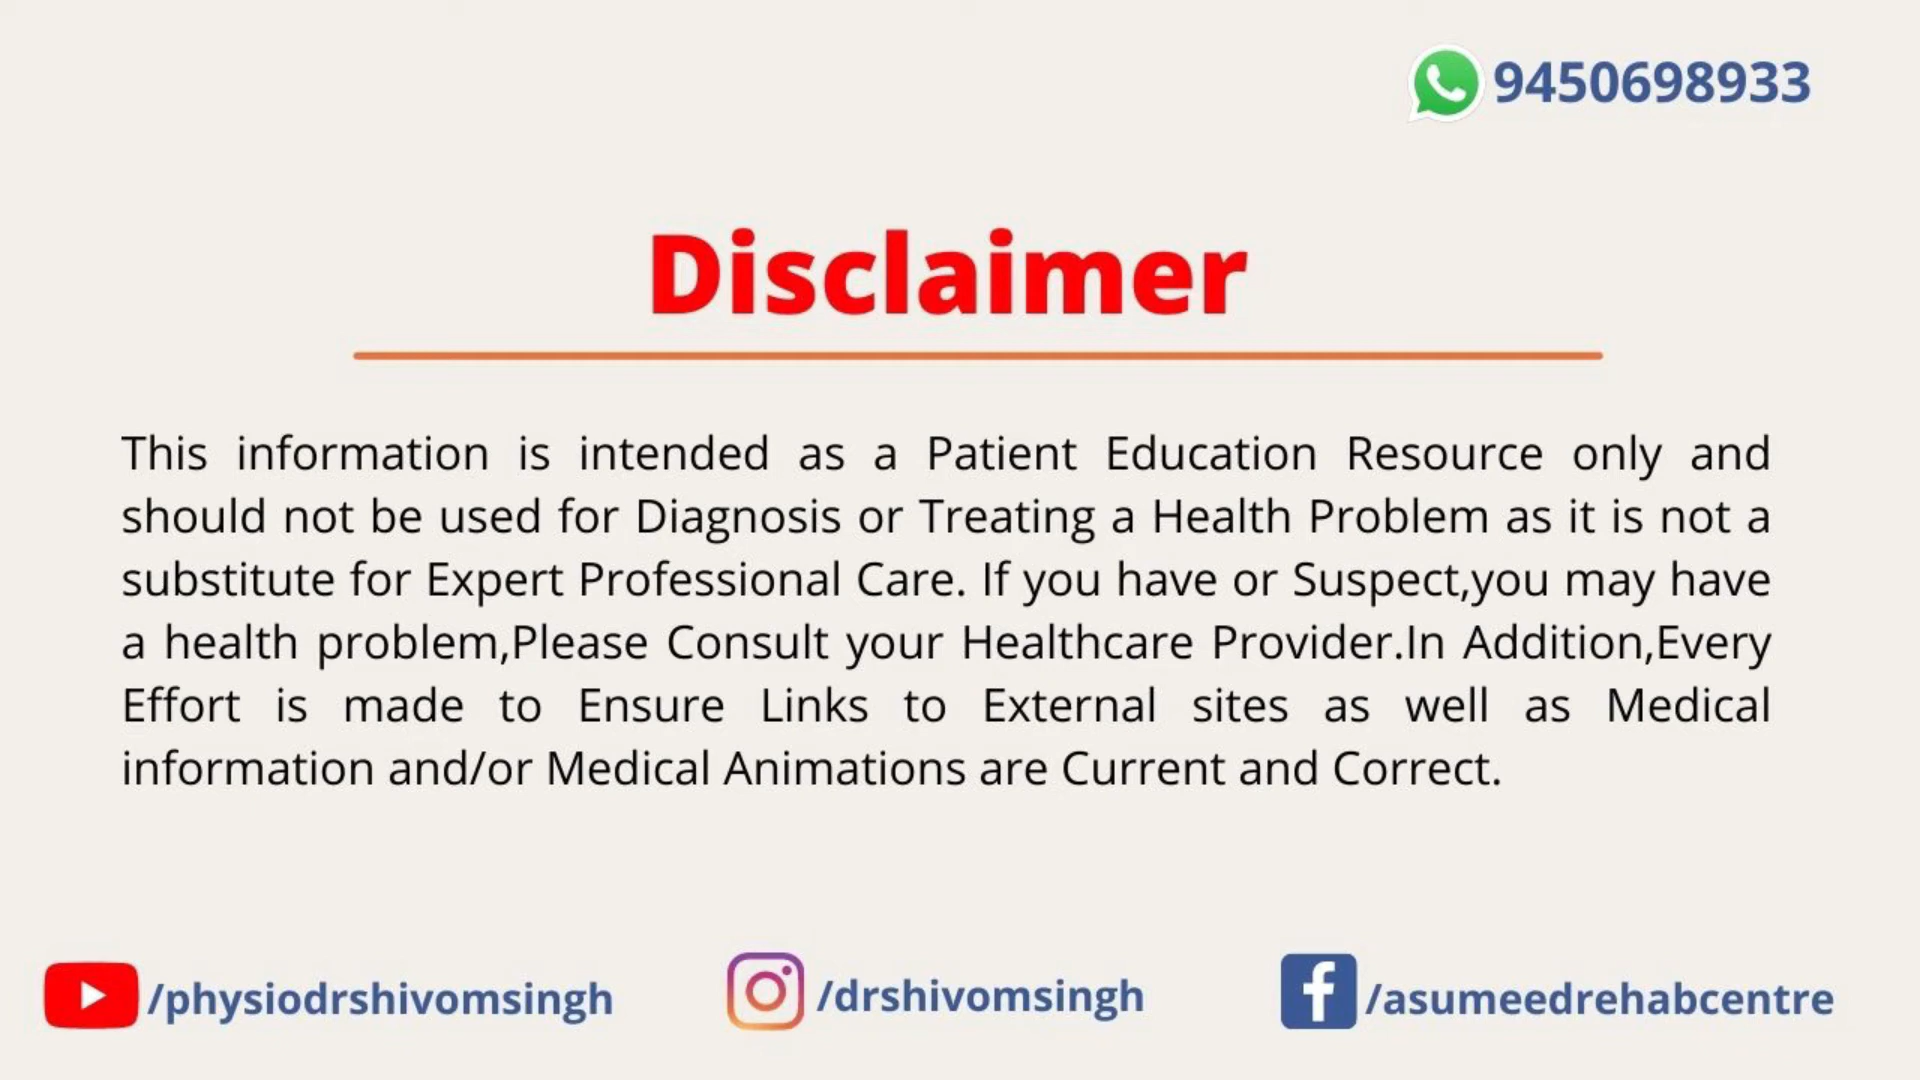 9450698933
Disclaimer
This information is intended as a Patient Education Resource only and
should not be used for Diagnosis or Treating a Health Problem as it is not a
substitute for Expert Professional Care. If you have or Suspect,you may have
a health problem,Please Consult your Healthcare Provider.In Addition,Every
Effort is made to Ensure Links to External sites as well as Medical
information and/or Medical Animations are Current and Correct.
/physiodrshivomsingh
/drshivomsingh
/asumeedrehabcentre